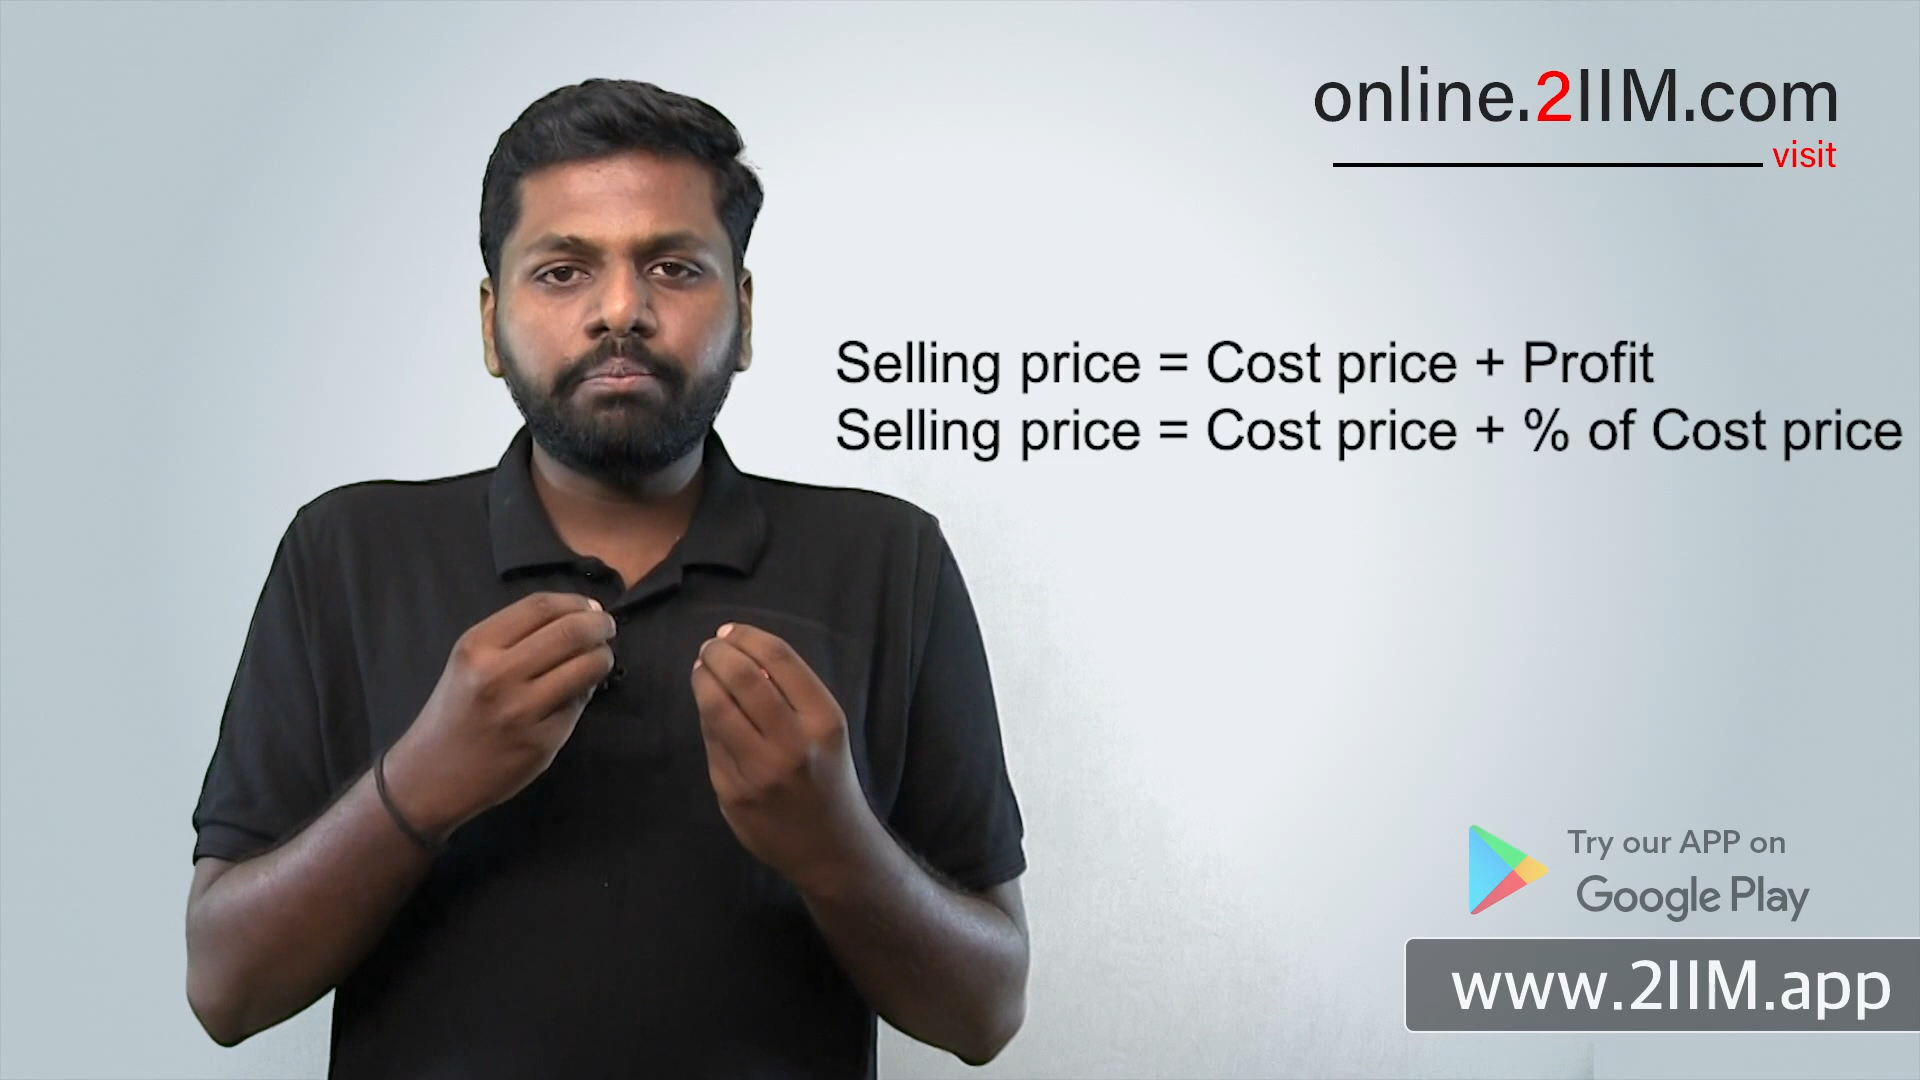 online.2IIM.com
visit
Selling price = Cost price + Profit
Selling price = Cost price + % of Cost price
Try our APP on
Google Play
www.2IIM.app